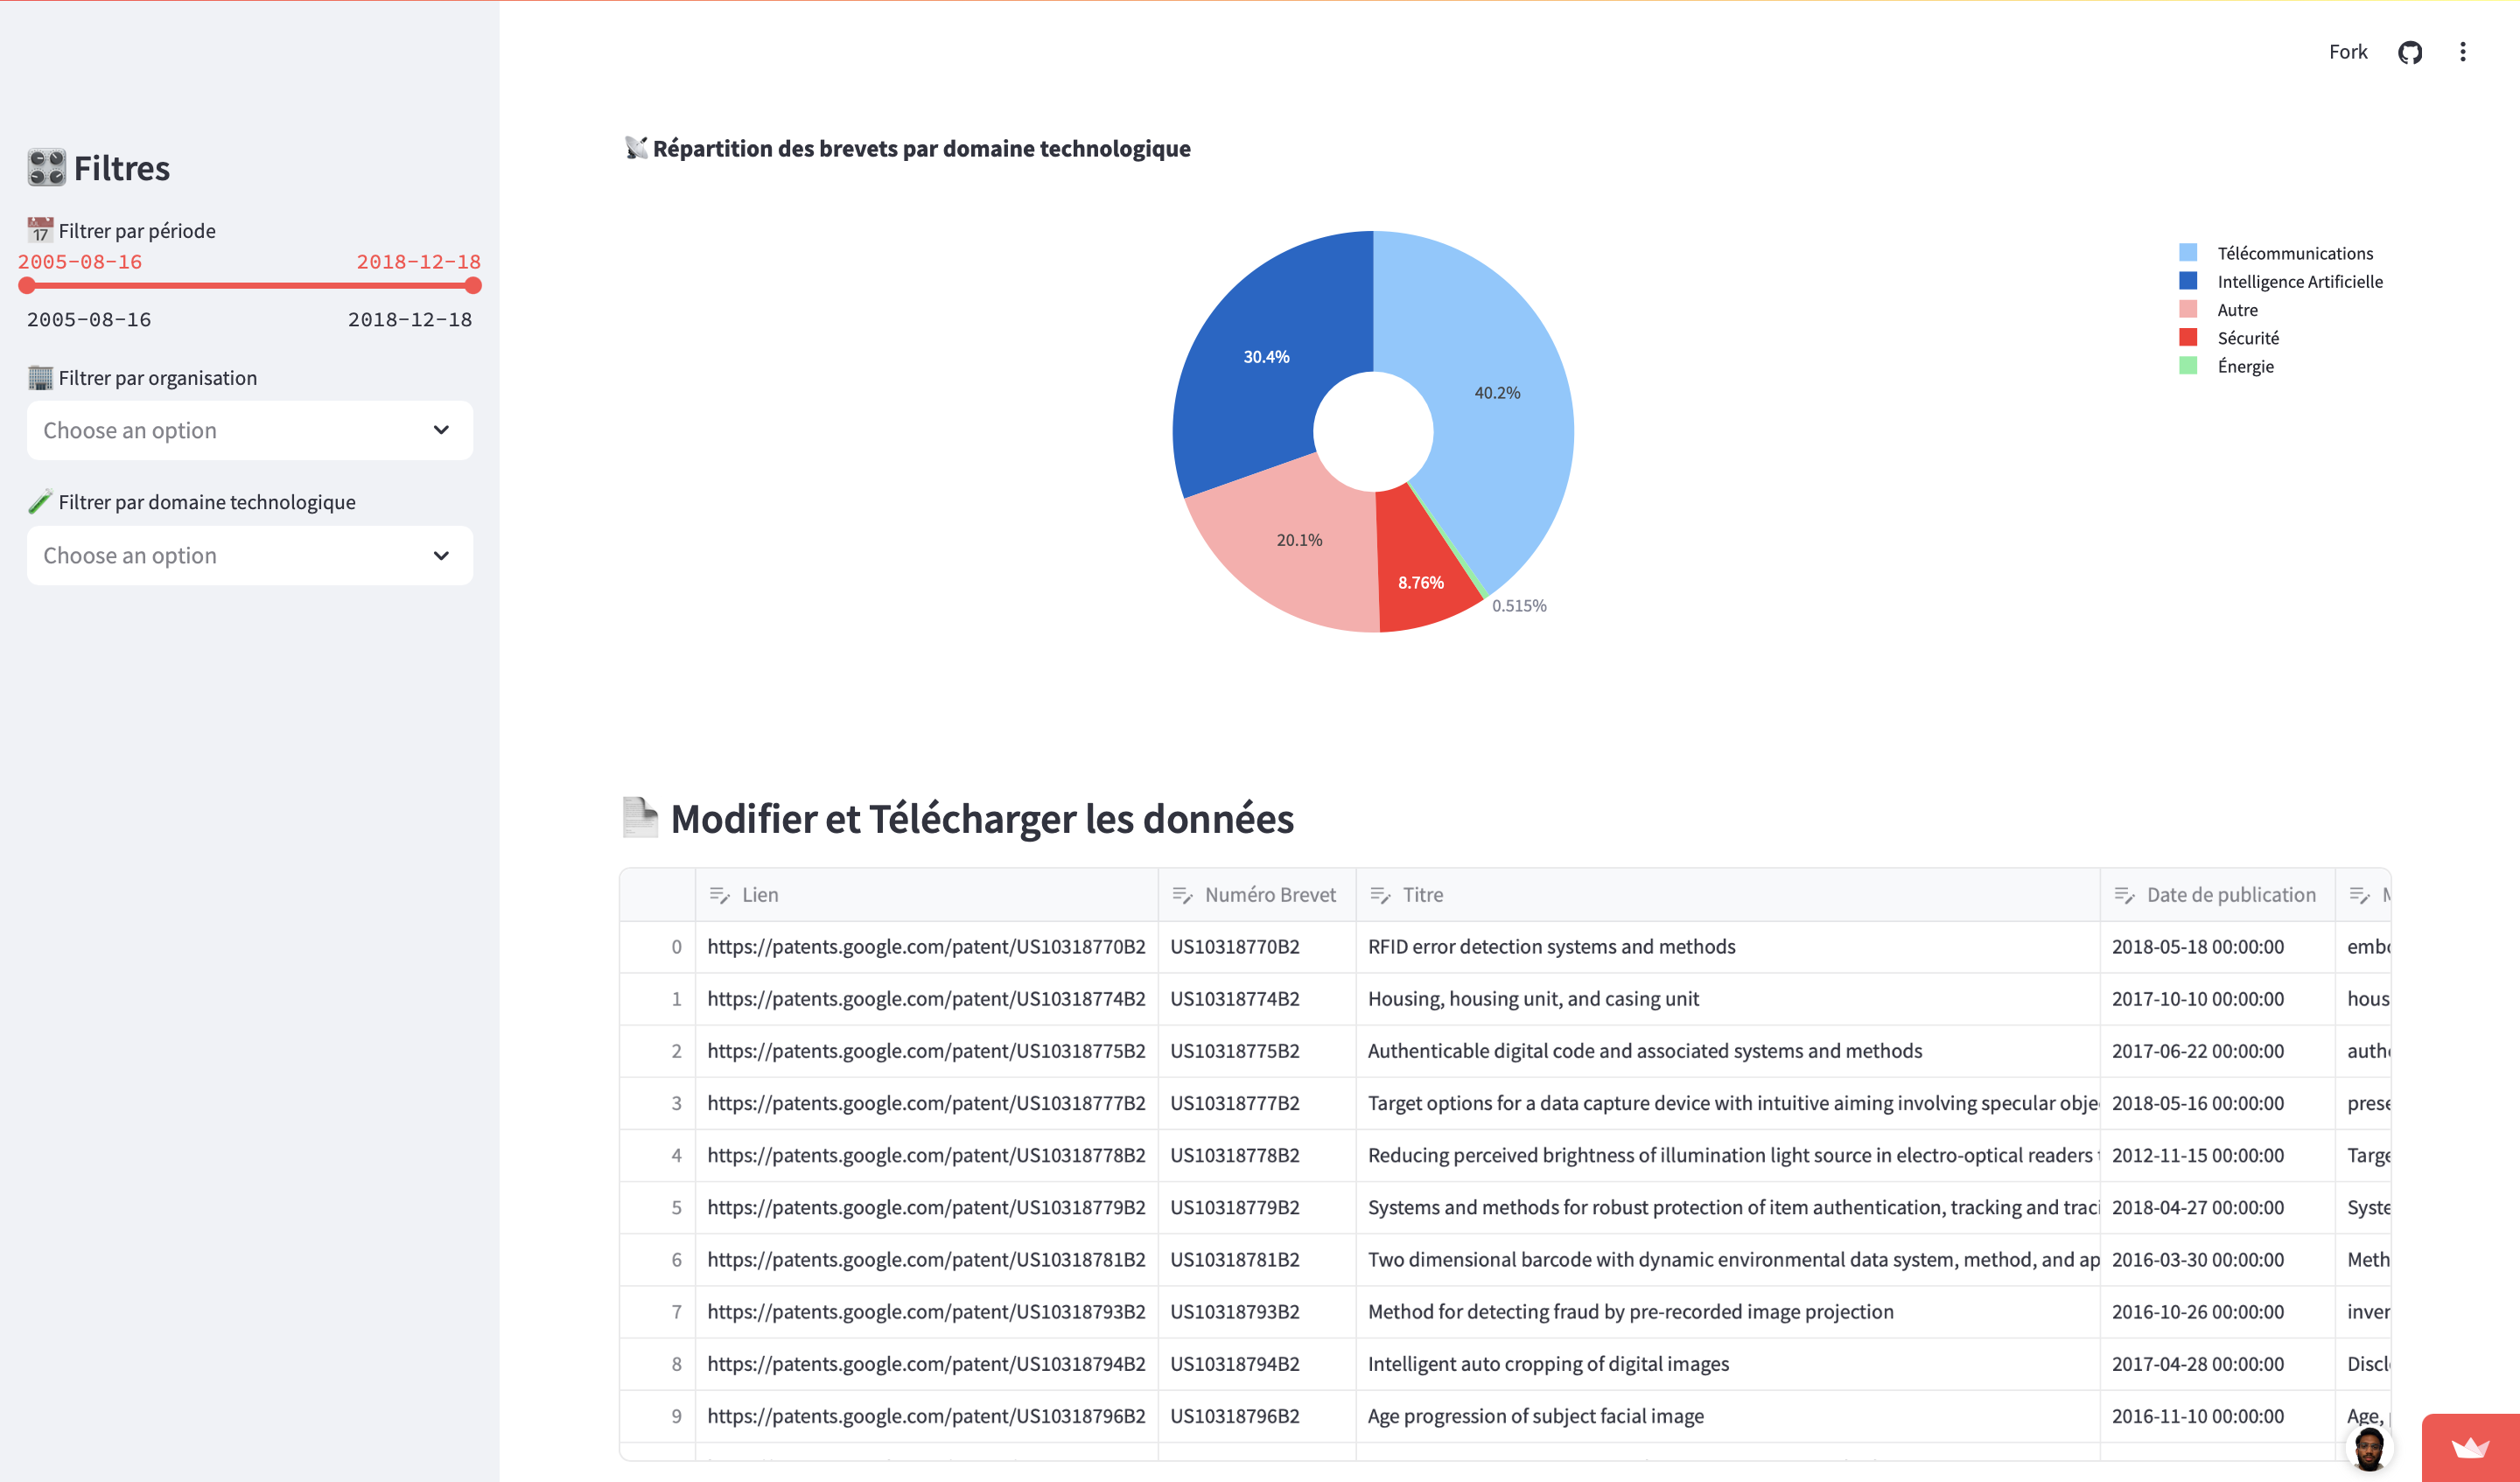 Fork
Filtres
17
Filtrer par période
2005-08-16 2018-12-18
2005-08-16 2018-12-18
Filtrer par organisation
Choose an option
Filtrer par domaine technologique
Choose an option
Répartition des brevets par domaine technologique
30.4%
40.2%
20.1%
8.76%
0.515%
Télécommunications
Intelligence Artificielle
Autre
Sécurité
Énergie
Modifier et Télécharger les données
Lien Numéro Brevet Titre Date de publication
0 https://patents.google.com/patent/US10318770B2 US10318770B2 RFID error detection systems and methods 2018-05-18 00:00:00 embo
1 https://patents.google.com/patent/US10318774B2 US10318774B2 Housing, housing unit, and casing unit 2017-10-10 00:00:00 hous
2 https://patents.google.com/patent/US10318775B2 US10318775B2 Authenticable digital code and associated systems and methods 2017-06-22 00:00:00 authe
3 https://patents.google.com/patent/US10318777B2 US10318777B2 Target options for a data capture device with intuitive aiming involving specular obje 2018-05-16 00:00:00 prese
4 https://patents.google.com/patent/US10318778B2 US10318778B2 Reducing perceived brightness of illumination light source in electro-optical readers 2012-11-15 00:00:00 Targe
5 https://patents.google.com/patent/US10318779B2 US10318779B2 Systems and methods for robust protection of item authentication, tracking and traci 2018-04-27 00:00:00 Syste
6 https://patents.google.com/patent/US10318781B2 US10318781B2 Two dimensional barcode with dynamic environmental data system, method, and ap 2016-03-30 00:00:00 Meth
7 https://patents.google.com/patent/US10318793B2 US10318793B2 Method for detecting fraud by pre-recorded image projection 2016-10-26 00:00:00 inver
8 https://patents.google.com/patent/US10318794B2 US10318794B2 Intelligent auto cropping of digital images 2017-04-28 00:00:00 Discl
9 https://patents.google.com/patent/US10318796B2 US10318796B2 Age progression of subject facial image 2016-11-10 00:00:00 Age,